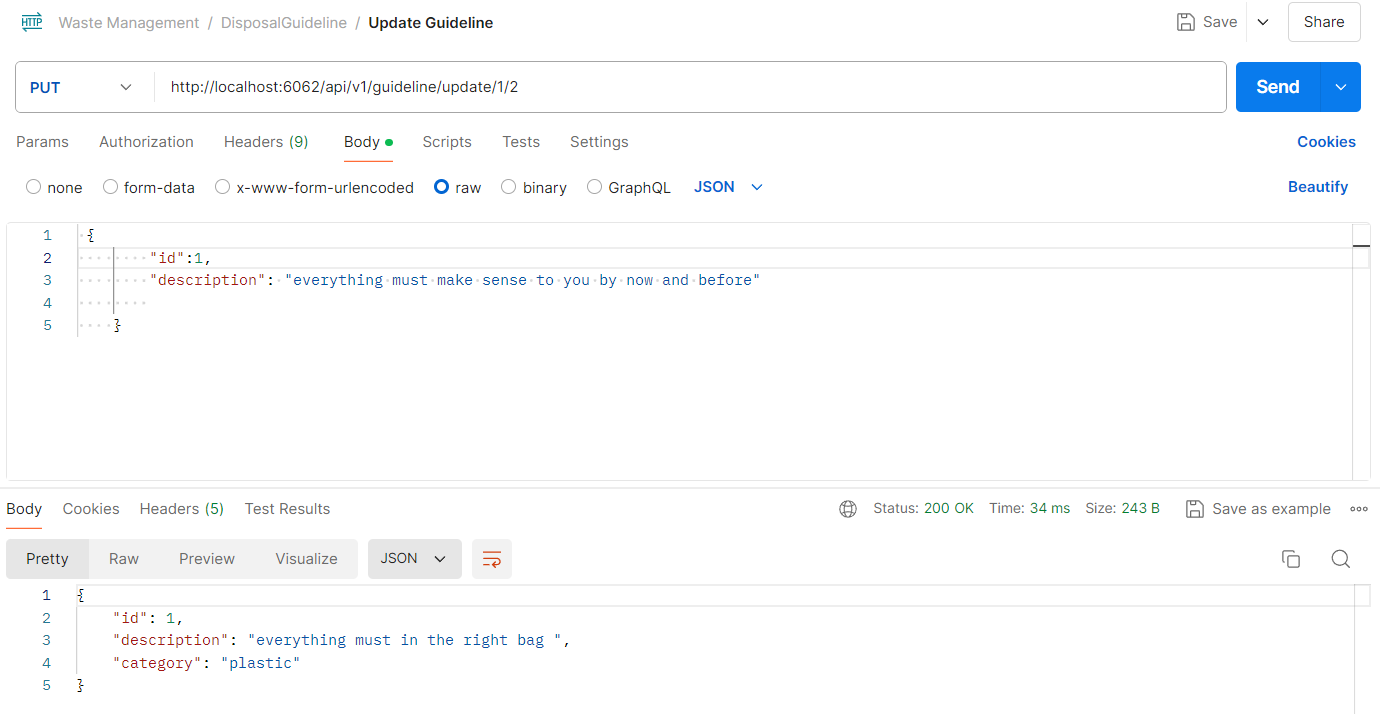 HTTP Waste Management / DisposalGuideline / Update Guideline Save Share
PUT http://localhost:6062/api/v1/guideline/update/1/2 Send
Params Authorization Headers (9) Body Scripts Tests Settings Cookies
none form-data x-www-form-urlencoded raw binary GraphQL JSON Beautify
1 {
2 "id":1,
3 "description": "everything must make sense to you by now and before"
4
5 }
Body Cookies Headers (5) Test Results Status: 200 OK Time: 34 ms Size: 243 B Save as example
Pretty Raw Preview Visualize JSON
1 {
2 "id": 1,
3 "description": "everything must in the right bag ",
4 "category": "plastic"
5 }